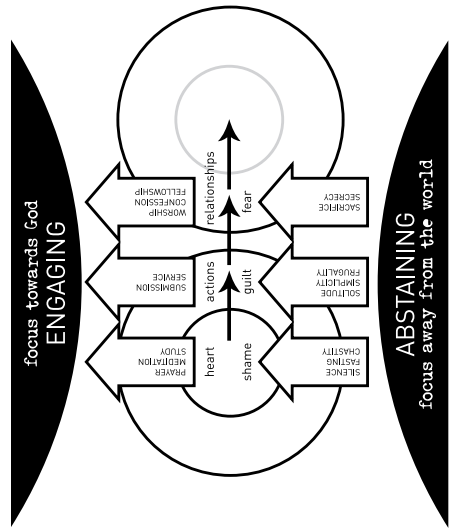 focus towards God
ENGAGING
PRAYER
MEDITATION
STUDY
SUBMISSION
SERVICE
WORSHIP
CONFESSION
FELLOWSHIP
heart
actions
relationships
shame
guilt
fear
SILENCE
FASTING
CHASTITY
SOLITUDE
SIMPLICITY
FRUGALITY
SACRIFICE
SECRECY
ABSTAINING
focus away from the world